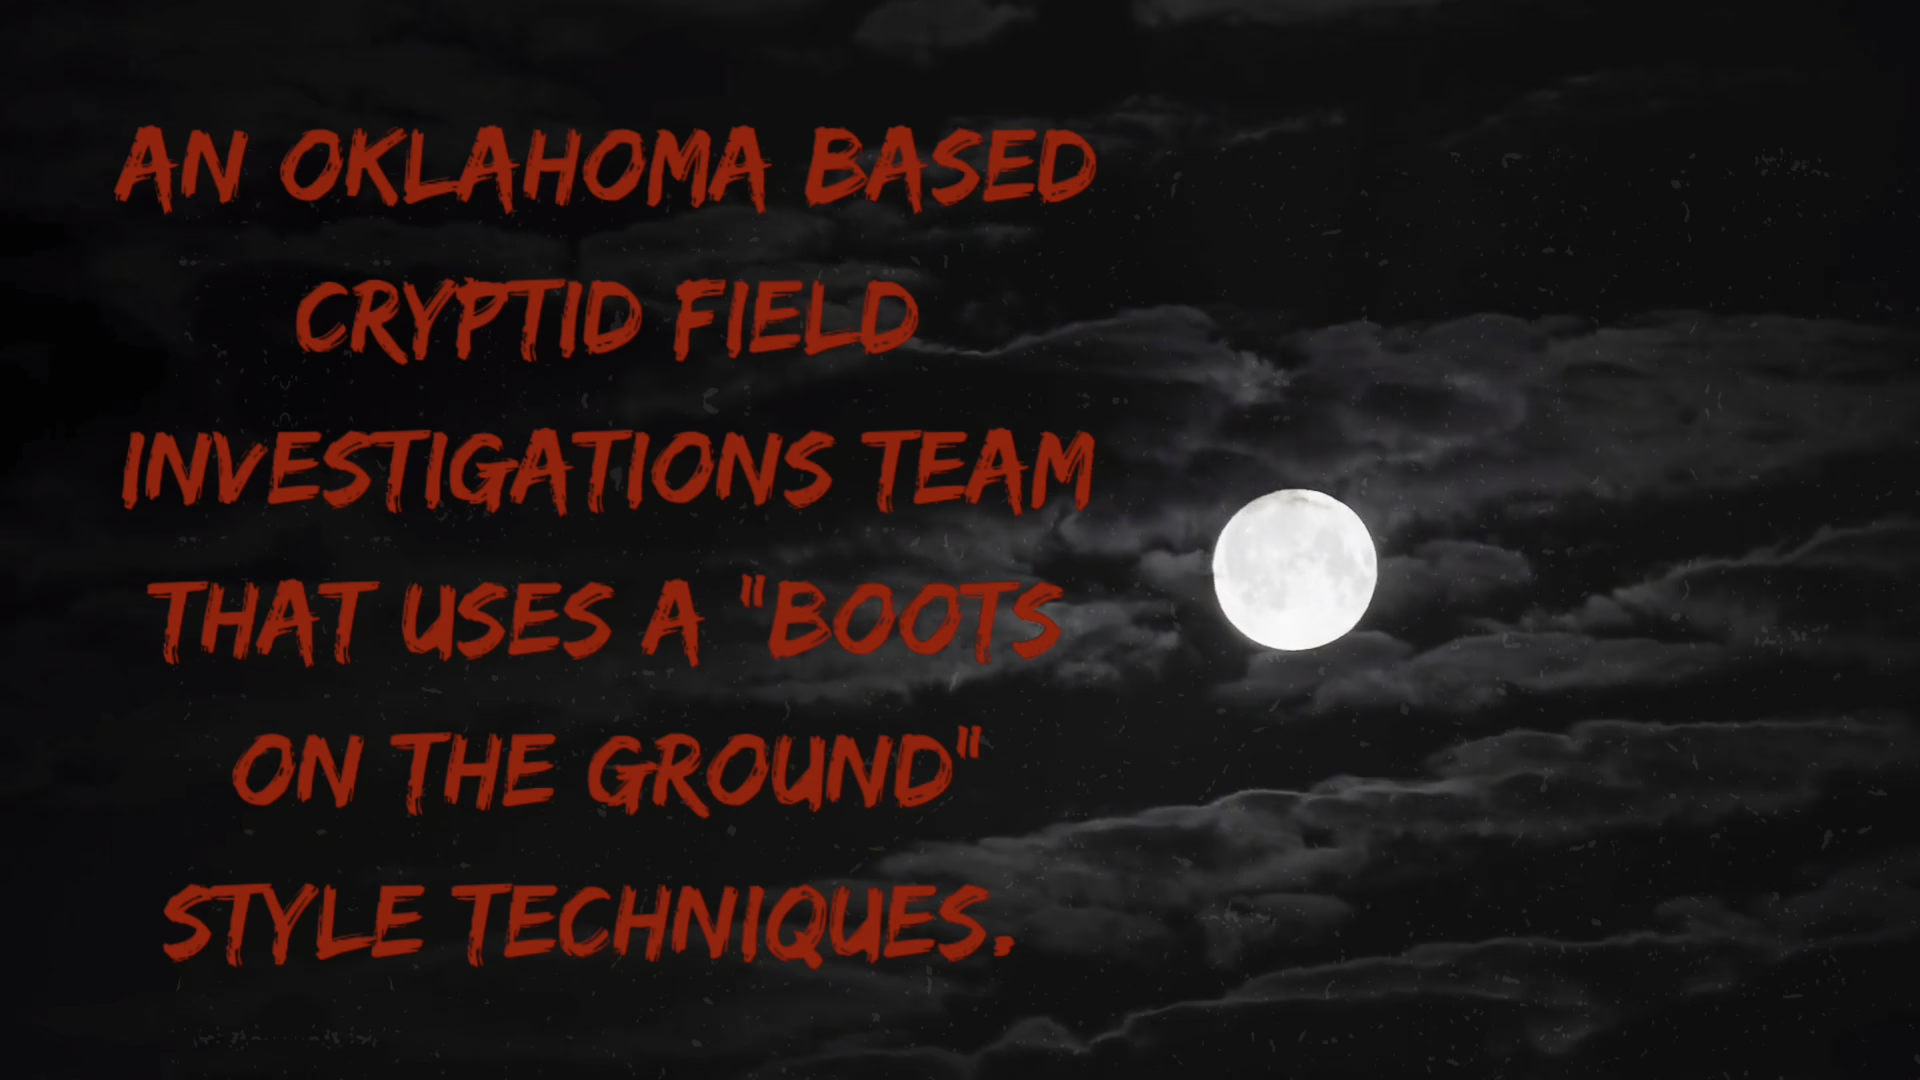 AN OKLAHOMA BASED
CRYPTID FIELD
INVESTIGATIONS TEAM
THAT USES A "BOOTS
ON THE GROUND"
STYLE TECHNIQUES.